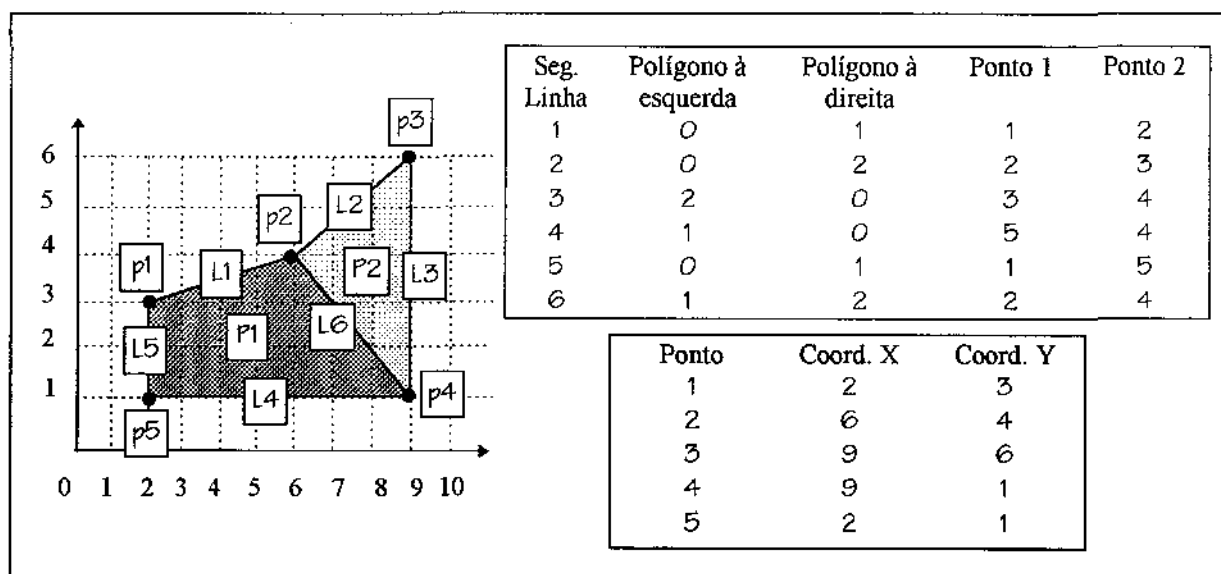 p3
6
5
L2
p2
4
p1
L1
P2
L3
3
P1
L6
2
L5
1
L4
p4
p5
0 1 2 3 4 5 6 7 8 9 10
Seg. Linha Polígono à esquerda Polígono à direita Ponto 1 Ponto 2
1 0 1 1 2
2 0 2 2 3
3 2 0 3 4
4 1 0 5 4
5 0 1 1 5
6 1 2 2 4
Ponto Coord. X Coord. Y
1 2 3
2 6 4
3 9 6
4 9 1
5 2 1